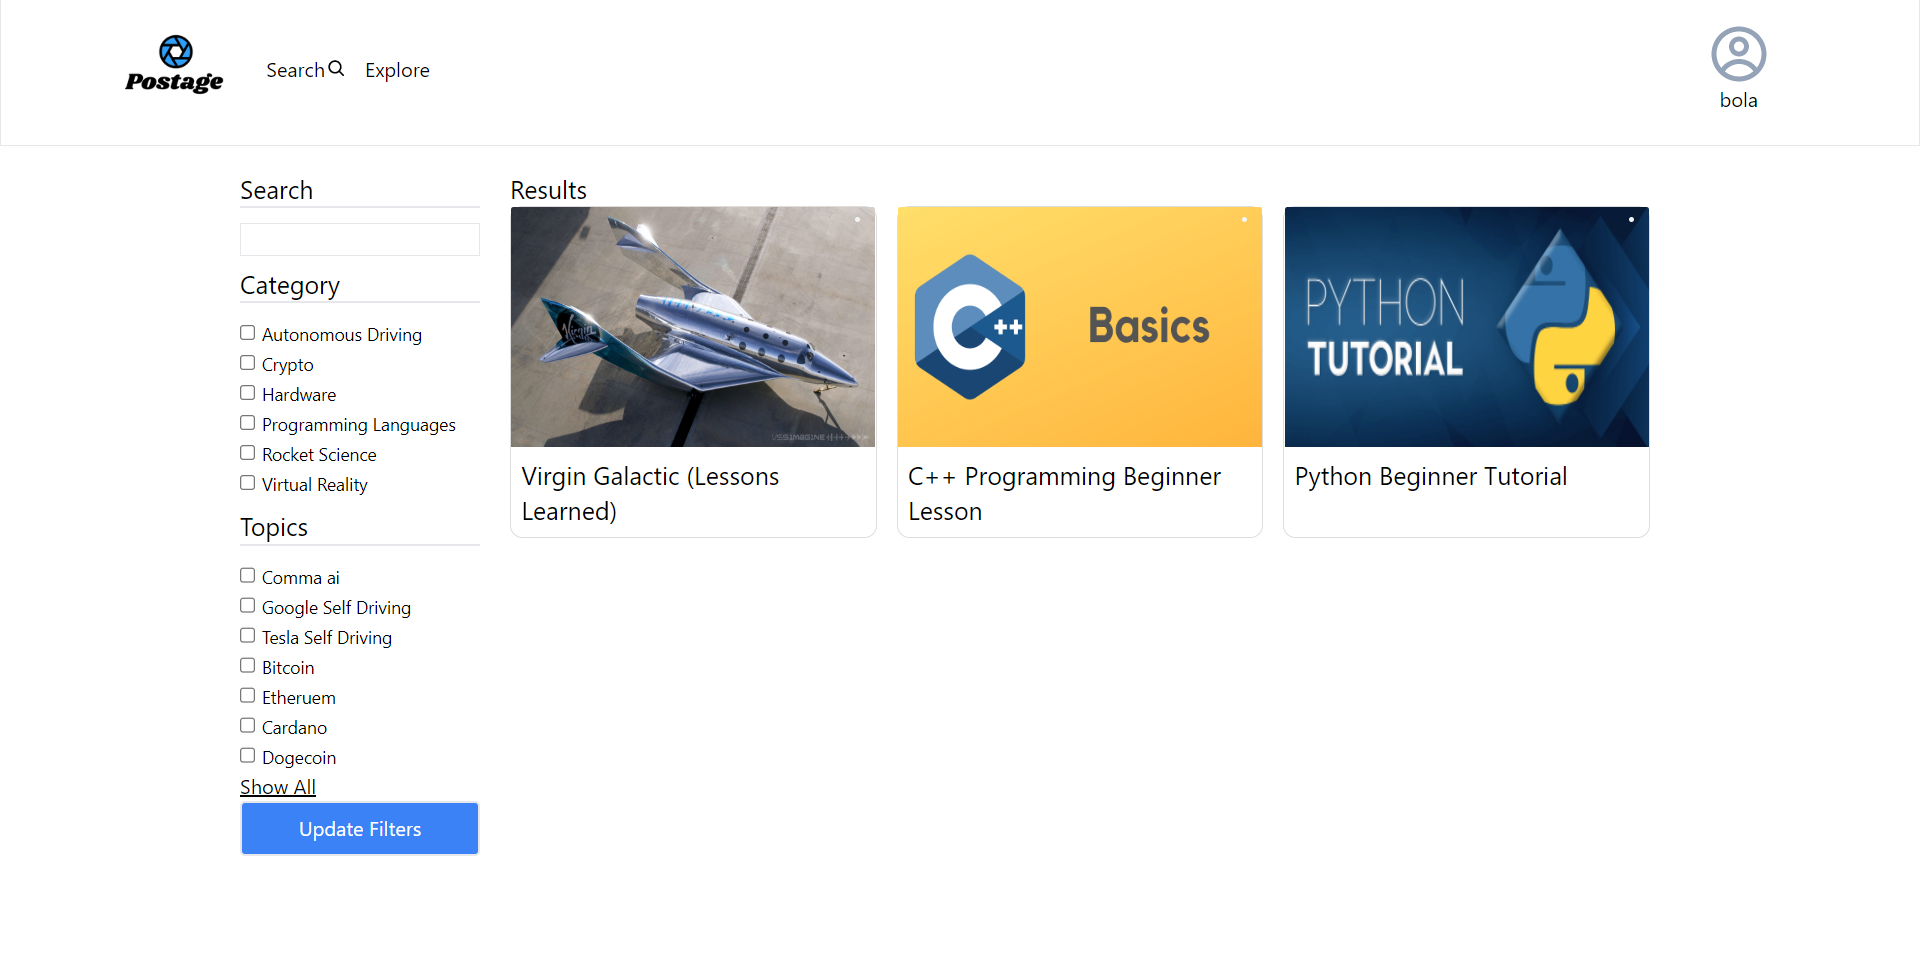 Postage
Search
Explore
bola
Search
Category
Autonomous Driving
Crypto
Hardware
Programming Languages
Rocket Science
Virtual Reality
Topics
Comma ai
Google Self Driving
Tesla Self Driving
Bitcoin
Etheruem
Cardano
Dogecoin
Show All
Update Filters
Results
Virgin
VSS IMAGINE
Virgin Galactic (Lessons
Learned)
C++
Basics
C++ Programming Beginner
Lesson
PYTHON
TUTORIAL
Python Beginner Tutorial